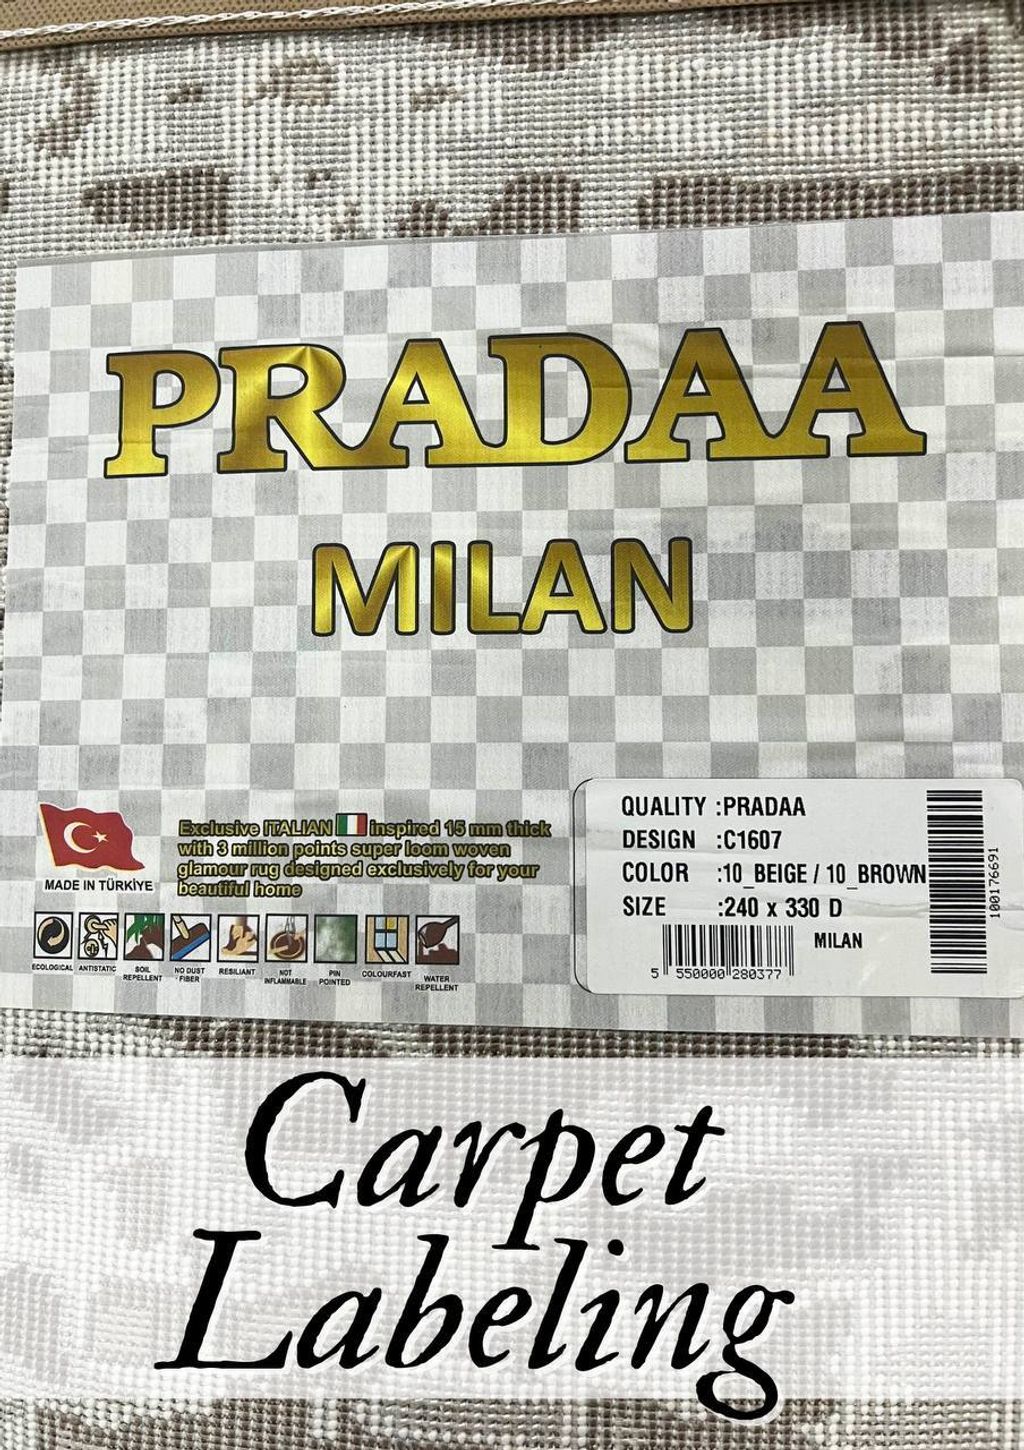 PRADAA
MILAN
MADE IN TÜRKİYE
Exclusive ITALIAN inspired 15 mm thick
with 3 million points super loom woven
glamour rug designed exclusively for your
beautiful home
ECOLOGICAL
ANTISTATIC
SOIL
REPELLENT
NO DUST
- FIBER
RESILIANT
NOT
INFLAMMABLE
PIN
POINTED
COLOURFAST
WATER
REPELLENT
QUALITY :PRADAA
DESIGN :C1607
COLOR :10_BEIGE / 10_BROWN
SIZE :240 x 330 D
MILAN
5 550000 280377
100176691
Carpet
Labeling